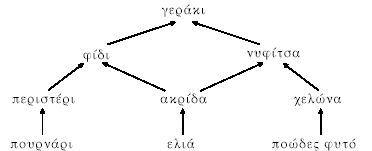 γεράκι
φίδι νυφίτσα
περιστέρι ακρίδα χελώνα
πουρνάρι ελιά ποώδες φυτό